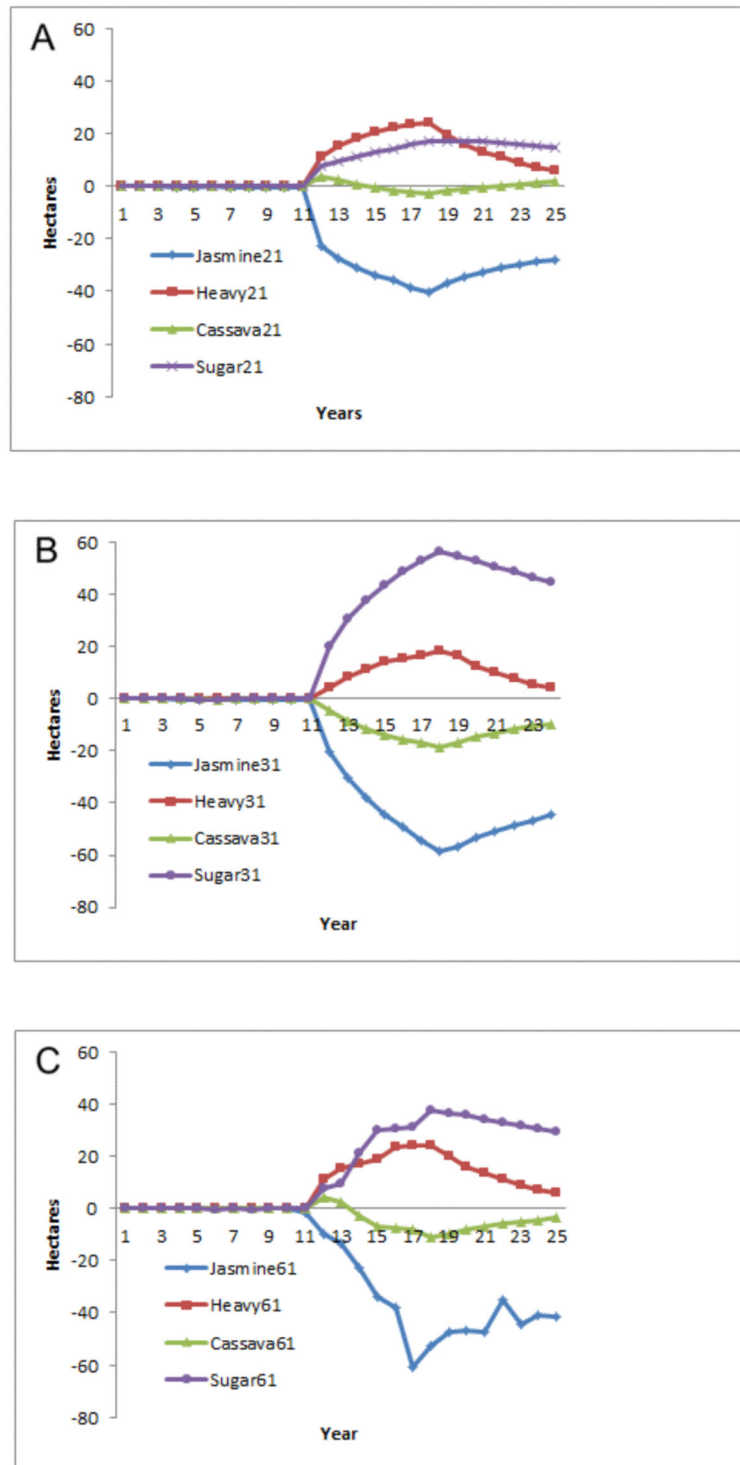 A
60
40
20
0
1 3 5 7 9 11 13 15 17 19 21 23 25
-20
-40
-60
-80
Hectares
Jasmine21
Heavy21
Cassava21
Sugar21
Years
B
60
40
20
0
1 3 5 7 9 11 13 15 17 19 21 23
-20
-40
-60
-80
Hectares
Jasmine31
Heavy31
Cassava31
Sugar31
Year
C
60
40
20
0
1 3 5 7 9 11 13 15 17 19 21 23 25
-20
-40
-60
-80
Hectares
Jasmine61
Heavy61
Cassava61
Sugar61
Year